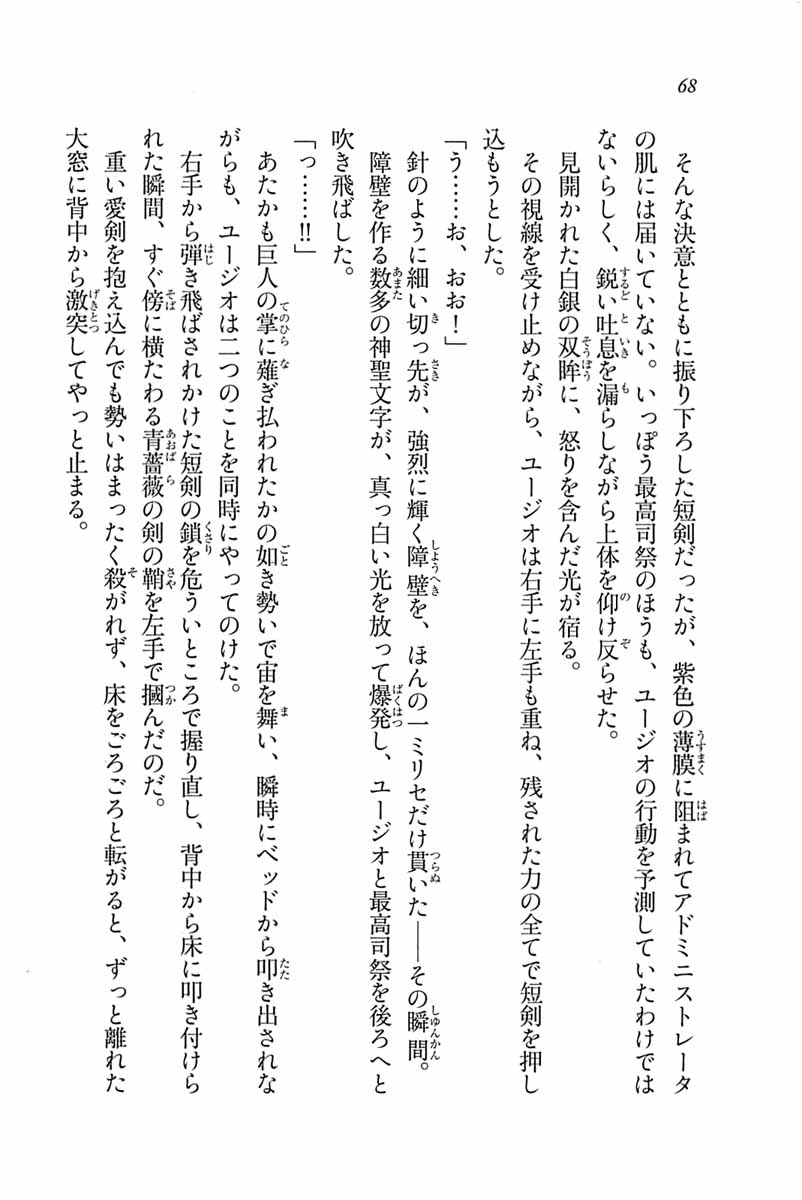 68
そんな決意とともに振り下ろした短剣だったが、紫色の薄膜に阻まれてアドミニストレータ
の肌には届いていない。いっぽう最高司祭のほうも、ユージオの行動を予測していたわけでは
ないらしく、鋭い吐息を漏らしながら上体を仰け反らせた。
見開かれた白銀の双眸に、怒りを含んだ光が宿る。
その視線を受け止めながら、ユージオは右手に左手も重ね、残された力の全てで短剣を押し
込もうとした。
「う……お、おお！」
針のように細い切っ先が、強烈に輝く障壁を、ほんの一ミリセだけ貫いた――その瞬間。
障壁を作る数多の神聖文字が、真っ白い光を放って爆発し、ユージオと最高司祭を後ろへと
吹き飛ばした。
「っ……!!」
あたかも巨人の掌に薙ぎ払われたかの如き勢いで宙を舞い、瞬時にベッドから叩き出されな
がらも、ユージオは二つのことを同時にやってのけた。
右手から弾き飛ばされかけた短剣の鎖を危ういところで握り直し、背中から床に叩き付けら
れた瞬間、すぐ傍に横たわる青薔薇の剣の鞘を左手で摑んだのだ。
重い愛剣を抱え込んでも勢いはまったく殺がれず、床をごろごろと転がると、ずっと離れた
大窓に背中から激突してやっと止まる。